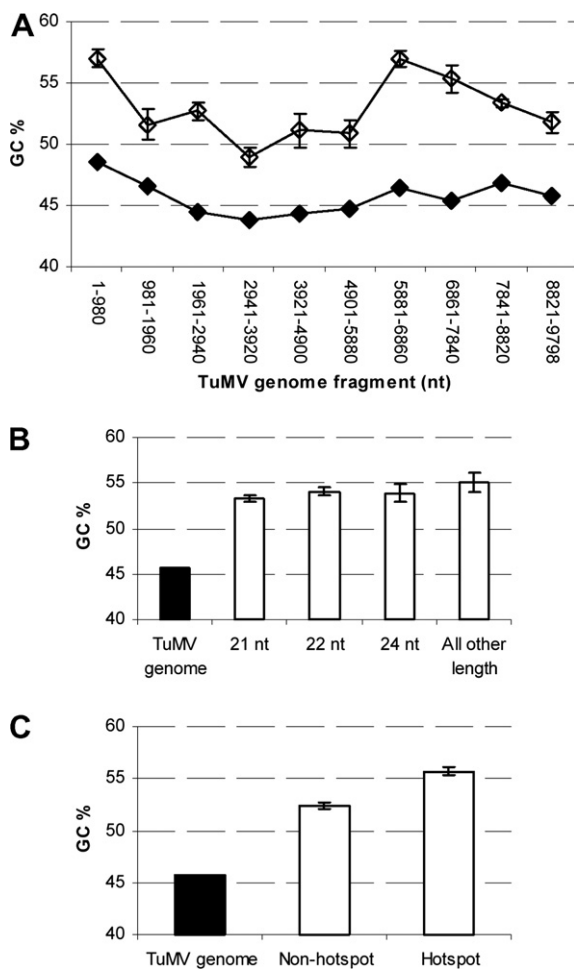 A
GC %
60
55
50
45
40
1-980
981-1960
1961-2940
2941-3920
3921-4900
4901-5880
5881-6860
6861-7840
7841-8820
8821-9798
TuMV genome fragment (nt)
B
GC %
60
55
50
45
40
TuMV genome
21 nt
22 nt
24 nt
All other length
C
GC %
60
55
50
45
40
TuMV genome
Non-hotspot
Hotspot